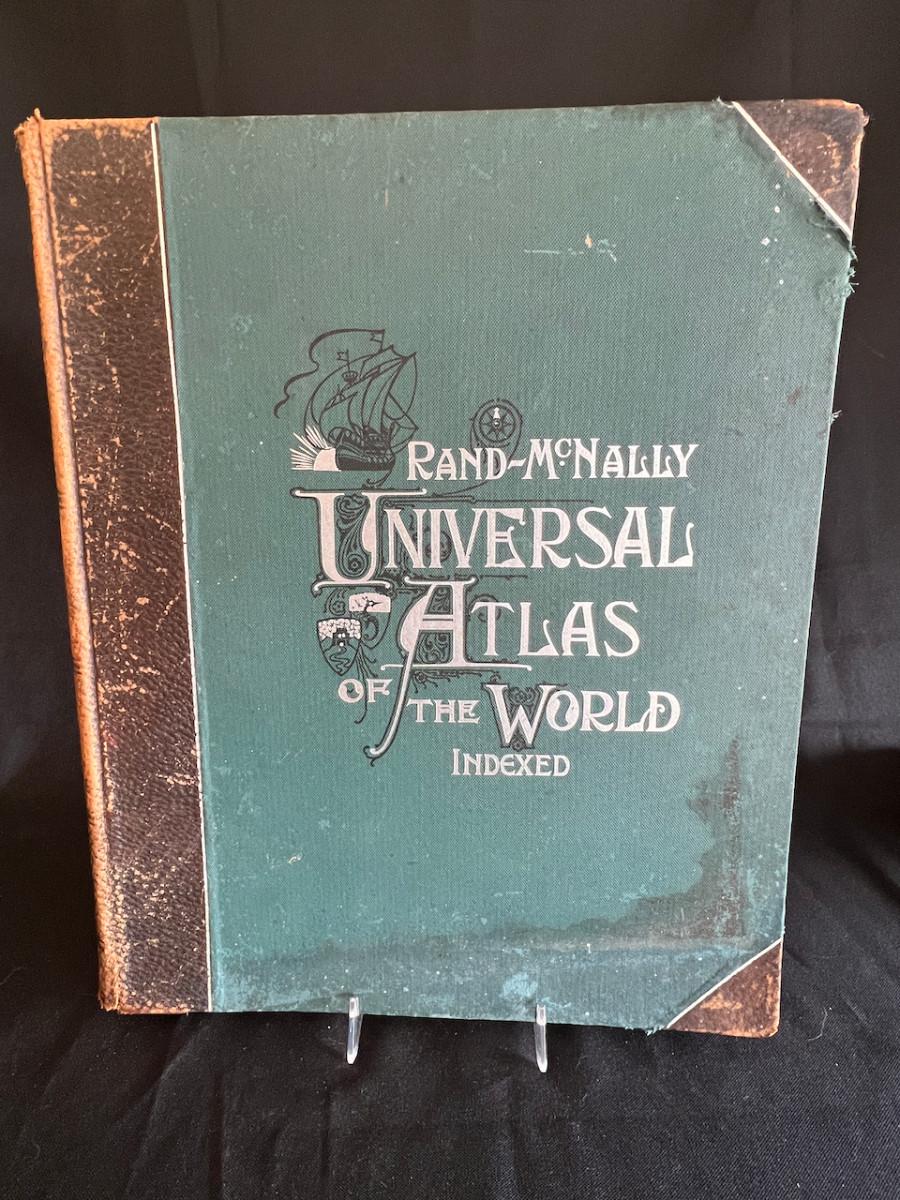 RAND-McNALLY
UNIVERSAL
ATLAS
OF THE WORLD
INDEXED